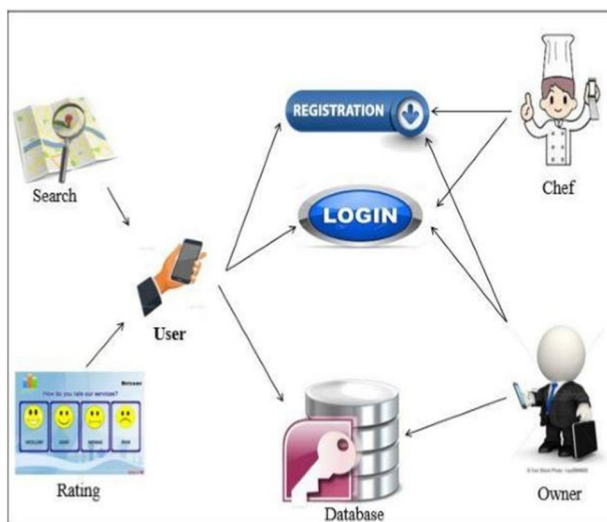 REGISTRATION
Search
Chef
LOGIN
User
How do you rate our services?
Rating
Database
Owner